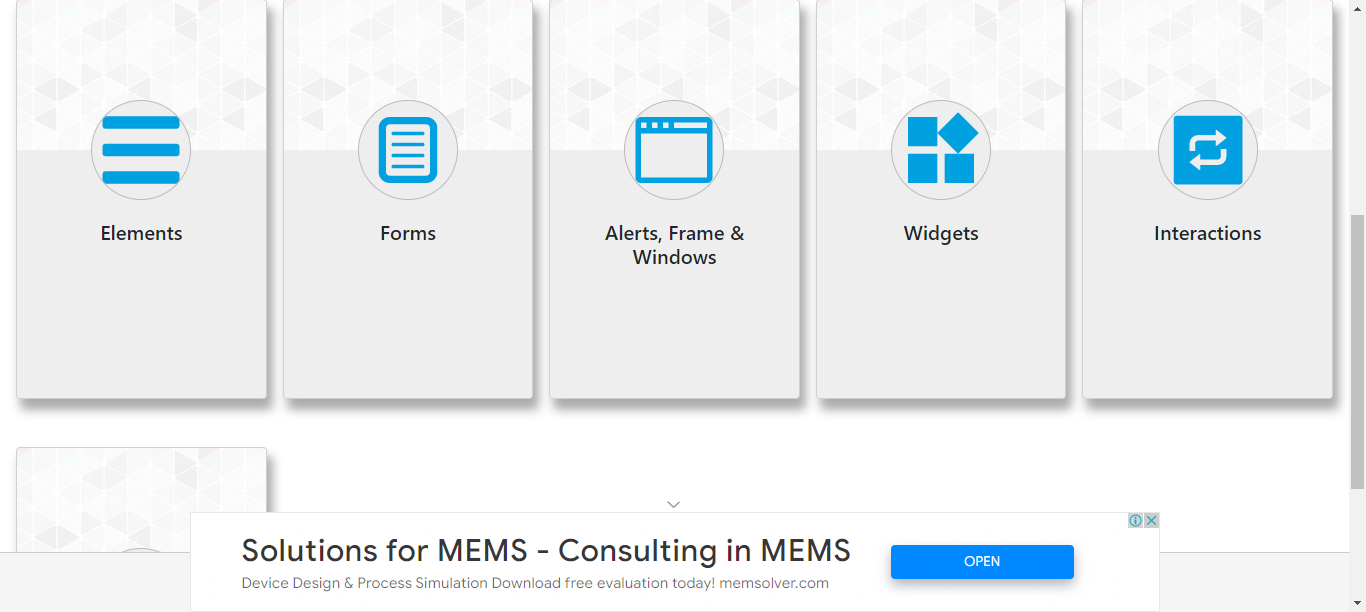 Elements
Forms
Alerts, Frame &
Windows
Widgets
Interactions
Solutions for MEMS - Consulting in MEMS
Device Design & Process Simulation Download free evaluation today! memsolver.com
OPEN